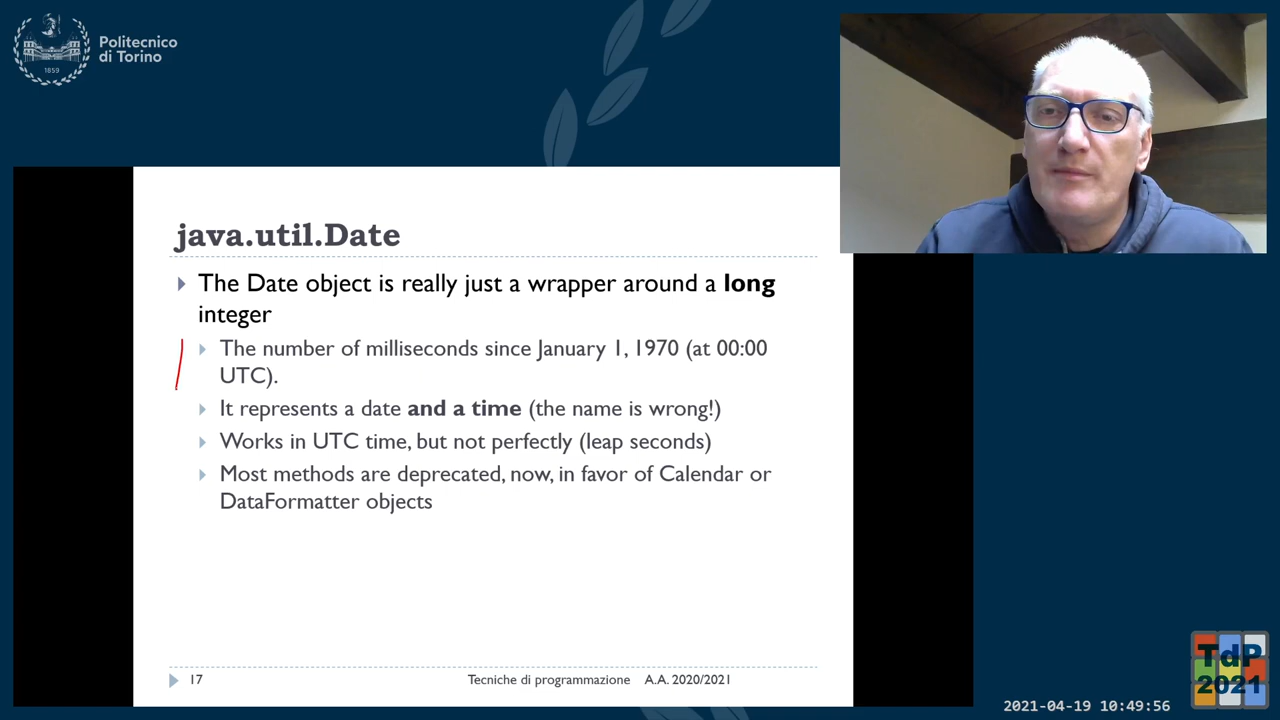 Politecnico
di Torino
1859
java.util.Date
The Date object is really just a wrapper around a long
integer
The number of milliseconds since January 1, 1970 (at 00:00
UTC).
It represents a date and a time (the name is wrong!)
Works in UTC time, but not perfectly (leap seconds)
Most methods are deprecated, now, in favor of Calendar or
DataFormatter objects
17
Tecniche di programmazione A.A. 2020/2021
TdP
2021
2021-04-19 10:49:56